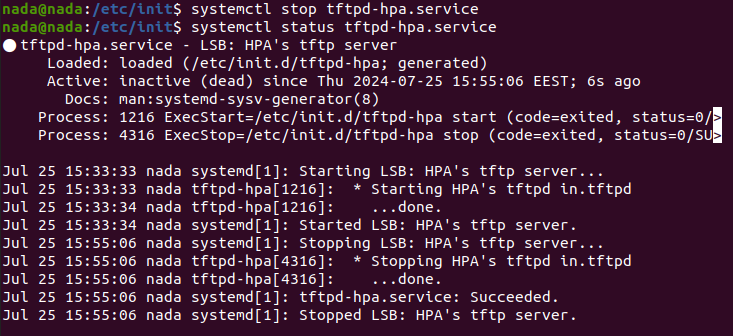 nada@nada:/etc/init$ systemctl stop tftpd-hpa.service
nada@nada:/etc/init$ systemctl status tftpd-hpa.service
● tftpd-hpa.service - LSB: HPA's tftp server
     Loaded: loaded (/etc/init.d/tftpd-hpa; generated)
     Active: inactive (dead) since Thu 2024-07-25 15:55:06 EEST; 6s ago
       Docs: man:systemd-sysv-generator(8)
    Process: 1216 ExecStart=/etc/init.d/tftpd-hpa start (code=exited, status=0/>
    Process: 4316 ExecStop=/etc/init.d/tftpd-hpa stop (code=exited, status=0/SU>

Jul 25 15:33:33 nada systemd[1]: Starting LSB: HPA's tftp server...
Jul 25 15:33:33 nada tftpd-hpa[1216]:  * Starting HPA's tftpd in.tftpd
Jul 25 15:33:34 nada tftpd-hpa[1216]:    ...done.
Jul 25 15:33:34 nada systemd[1]: Started LSB: HPA's tftp server.
Jul 25 15:55:06 nada systemd[1]: Stopping LSB: HPA's tftp server...
Jul 25 15:55:06 nada tftpd-hpa[4316]:  * Stopping HPA's tftpd in.tftpd
Jul 25 15:55:06 nada tftpd-hpa[4316]:    ...done.
Jul 25 15:55:06 nada systemd[1]: tftpd-hpa.service: Succeeded.
Jul 25 15:55:06 nada systemd[1]: Stopped LSB: HPA's tftp server.